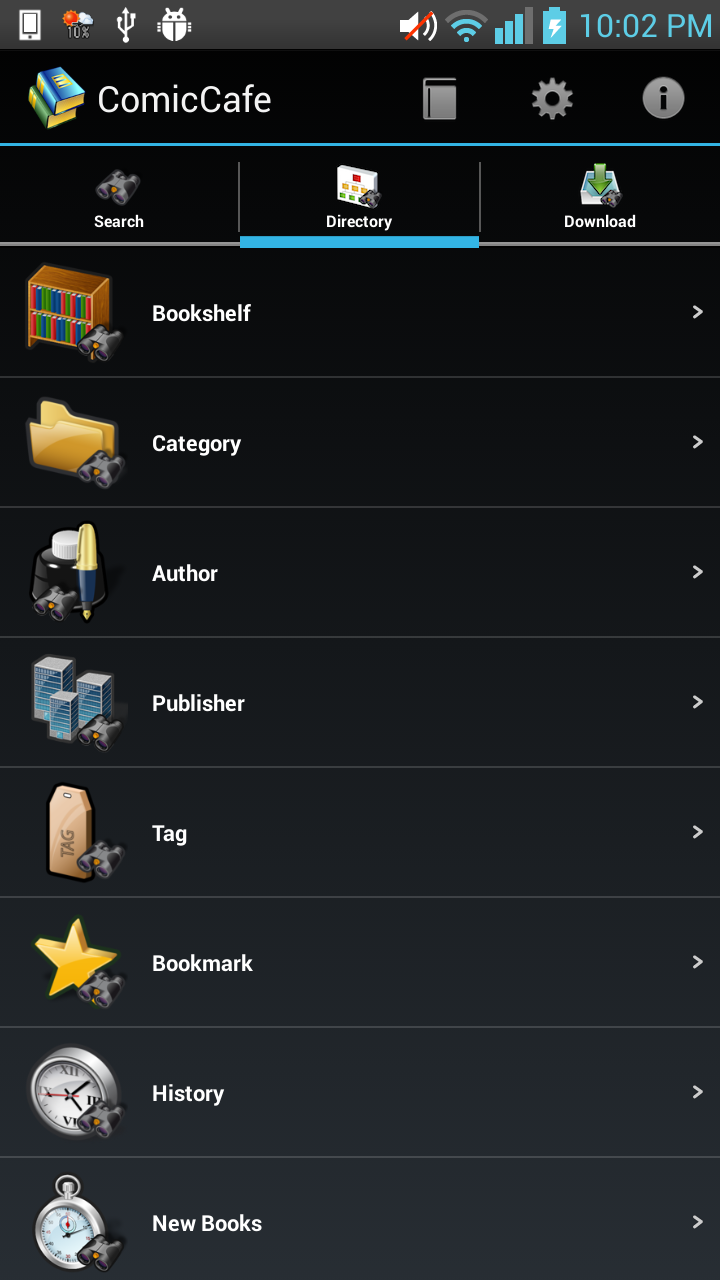 10%
10:02 PM
ComicCafe
Search
Directory
Download
Bookshelf
Category
Author
Publisher
TAG
Tag
Bookmark
XII
IX
III
VI
History
New Books